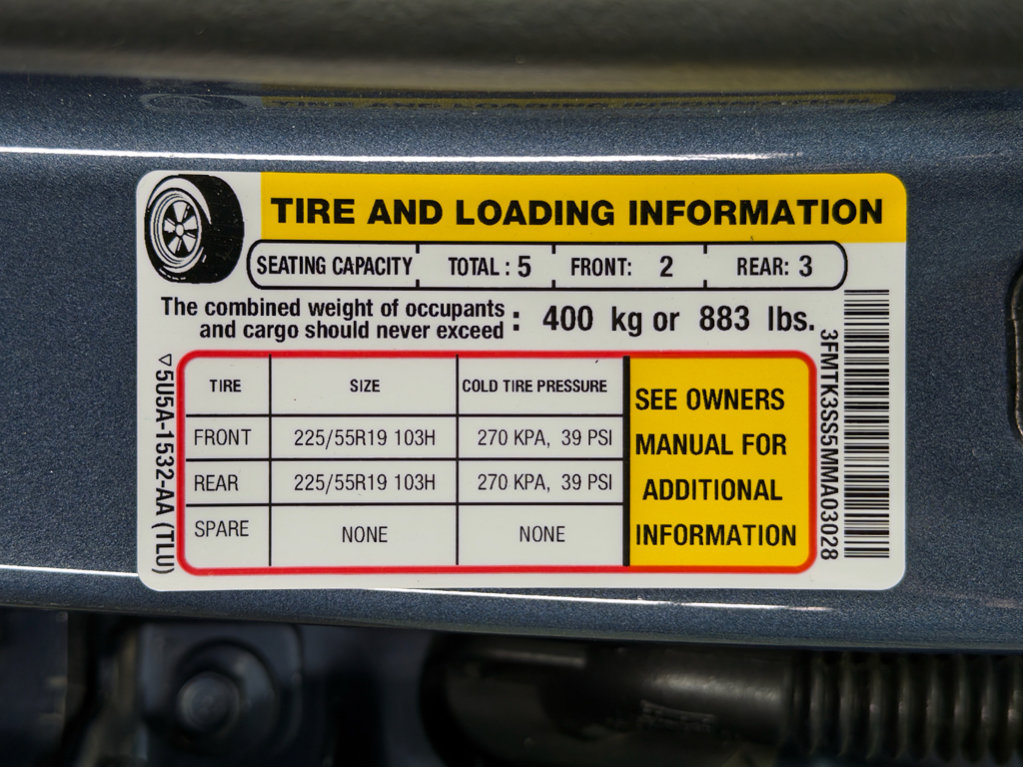 TIRE AND LOADING INFORMATION
SEATING CAPACITY TOTAL : 5 FRONT: 2 REAR: 3
The combined weight of occupants
and cargo should never exceed : 400 kg or 883 lbs.
TIRE SIZE COLD TIRE PRESSURE
FRONT 225/55R19 103H 270 KPA, 39 PSI
REAR 225/55R19 103H 270 KPA, 39 PSI
SPARE NONE NONE
SEE OWNERS
MANUAL FOR
ADDITIONAL
INFORMATION
5U5A-1532-AA (TLU)
3FMTK3SS5MMA03028